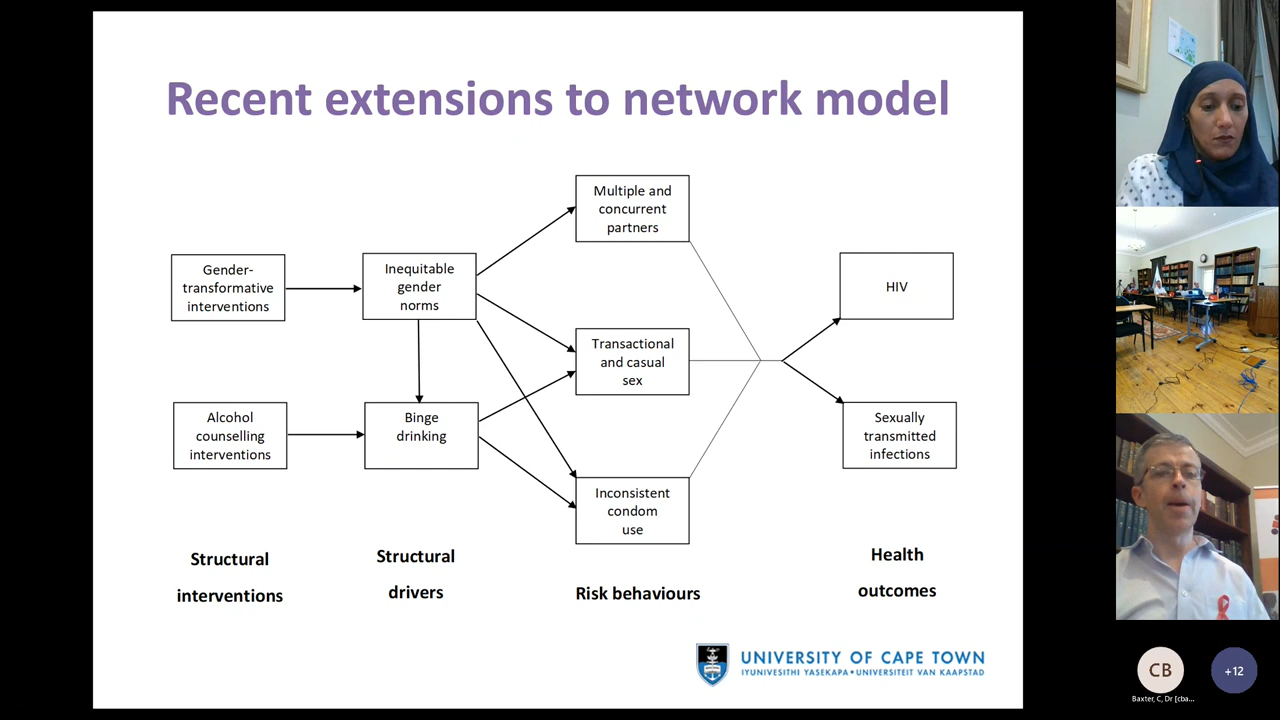 Recent extensions to network model
Multiple and
concurrent
partners
Gender-
transformative
interventions
Inequitable
gender
norms
HIV
Transactional
and casual
sex
Alcohol
counselling
interventions
Binge
drinking
Sexually
transmitted
infections
Inconsistent
condom
use
Structural
interventions
Structural
drivers
Risk behaviours
Health
outcomes
UNIVERSITY OF CAPE TOWN
IYUNIVESITHI YASEKAPA • UNIVERSITEIT VAN KAAPSTAD
CB
+12
Baxter, C, Dr [cba...